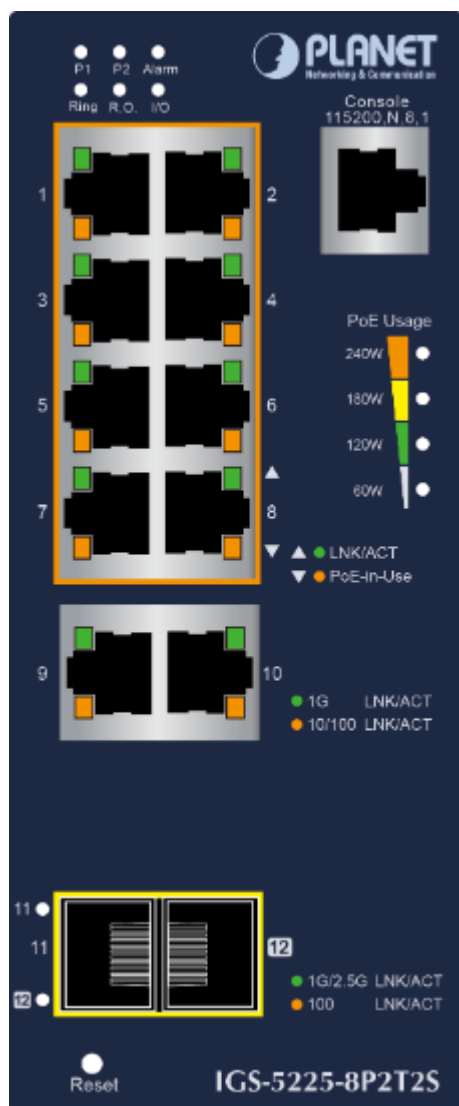 P1 P2 Alarm
Ring R.O. I/O
PLANET
Networking & Communication
Console
115200,N,8,1
1 2
3 4
5 6
7 8
PoE Usage
240W
180W
120W
60W
▲ LNK/ACT
▼ PoE-in-Use
9 10
1G LNK/ACT
10/100 LNK/ACT
11
11 12
12
1G/2.5G LNK/ACT
100 LNK/ACT
Reset
IGS-5225-8P2T2S